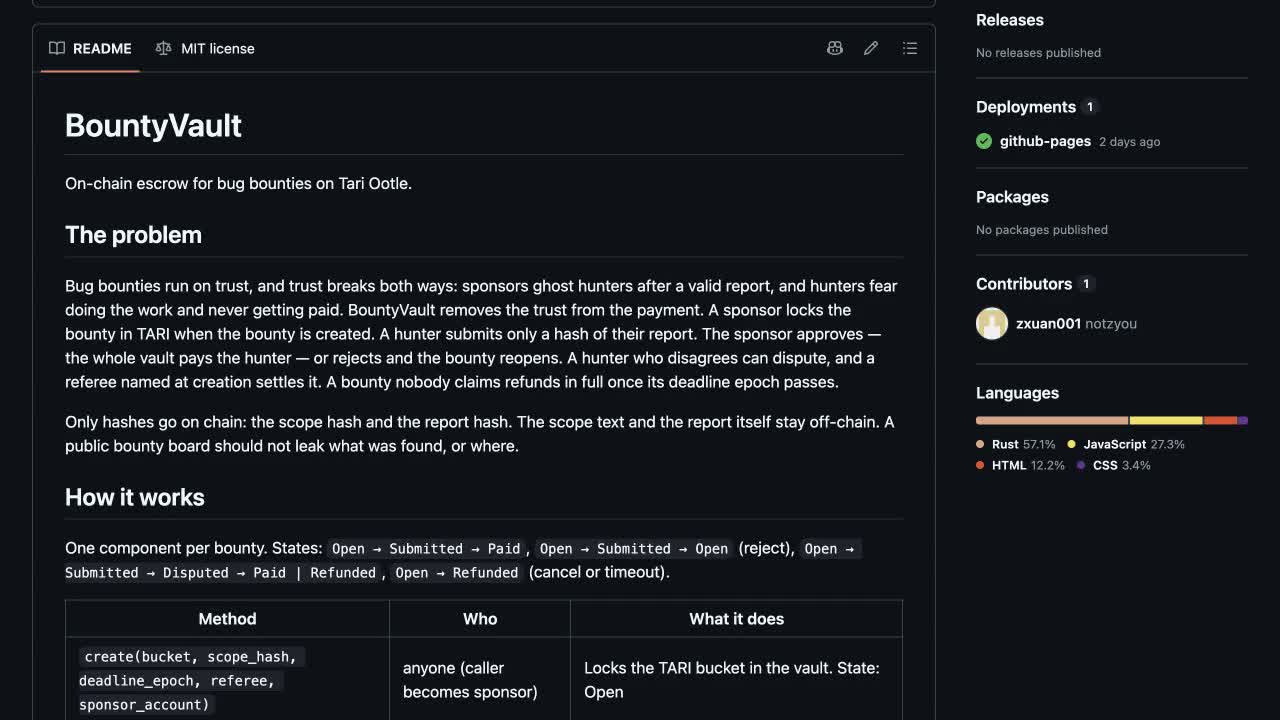 README
MIT license
BountyVault
On-chain escrow for bug bounties on Tari Ootle.
The problem
Bug bounties run on trust, and trust breaks both ways: sponsors ghost hunters after a valid report, and hunters fear
doing the work and never getting paid. BountyVault removes the trust from the payment. A sponsor locks the
bounty in TARI when the bounty is created. A hunter submits only a hash of their report. The sponsor approves —
the whole vault pays the hunter — or rejects and the bounty reopens. A hunter who disagrees can dispute, and a
referee named at creation settles it. A bounty nobody claims refunds in full once its deadline epoch passes.
Only hashes go on chain: the scope hash and the report hash. The scope text and the report itself stay off-chain. A
public bounty board should not leak what was found, or where.
How it works
One component per bounty. States: Open → Submitted → Paid, Open → Submitted → Open (reject), Open →
Submitted → Disputed → Paid | Refunded, Open → Refunded (cancel or timeout).
Method Who What it does
create(bucket, scope_hash,
deadline_epoch, referee,
sponsor_account)
anyone (caller
becomes sponsor)
Locks the TARI bucket in the vault. State:
Open
Releases
No releases published
Deployments 1
github-pages 2 days ago
Packages
No packages published
Contributors 1
zxuan001 notzyou
Languages
Rust 57.1% JavaScript 27.3%
HTML 12.2% CSS 3.4%